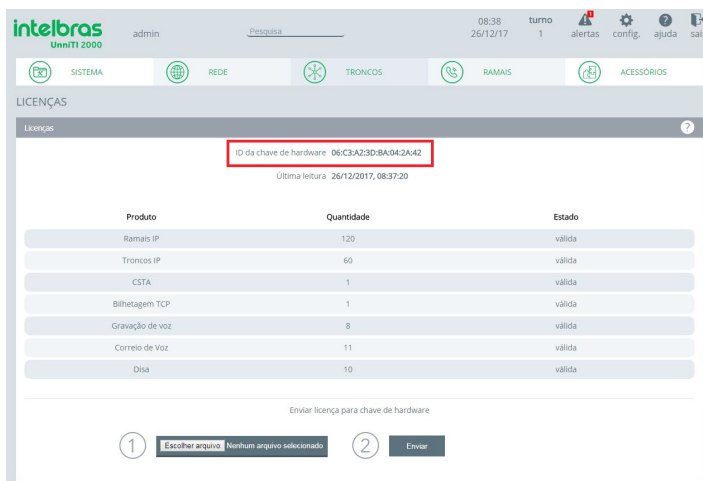 intelbras
UnniTI 2000
admin
Pesquisa
08:38
26/12/17
turno
1
1
alertas
config.
?
ajuda
sair
SISTEMA
REDE
TRONCOS
RAMAIS
ACESSÓRIOS
LICENÇAS
Licenças
?
ID da chave de hardware 06:C3:A2:3D:BA:04:2A:42
Última leitura 26/12/2017, 08:37:20
Produto Quantidade Estado
Ramais IP 120 válida
Troncos IP 60 válida
CSTA 1 válida
Bilhetagem TCP 1 válida
Gravação de voz 8 válida
Correio de Voz 11 válida
Disa 10 válida
Enviar licença para chave de hardware
1 Escolher arquivo Nenhum arquivo selecionado 2 Enviar